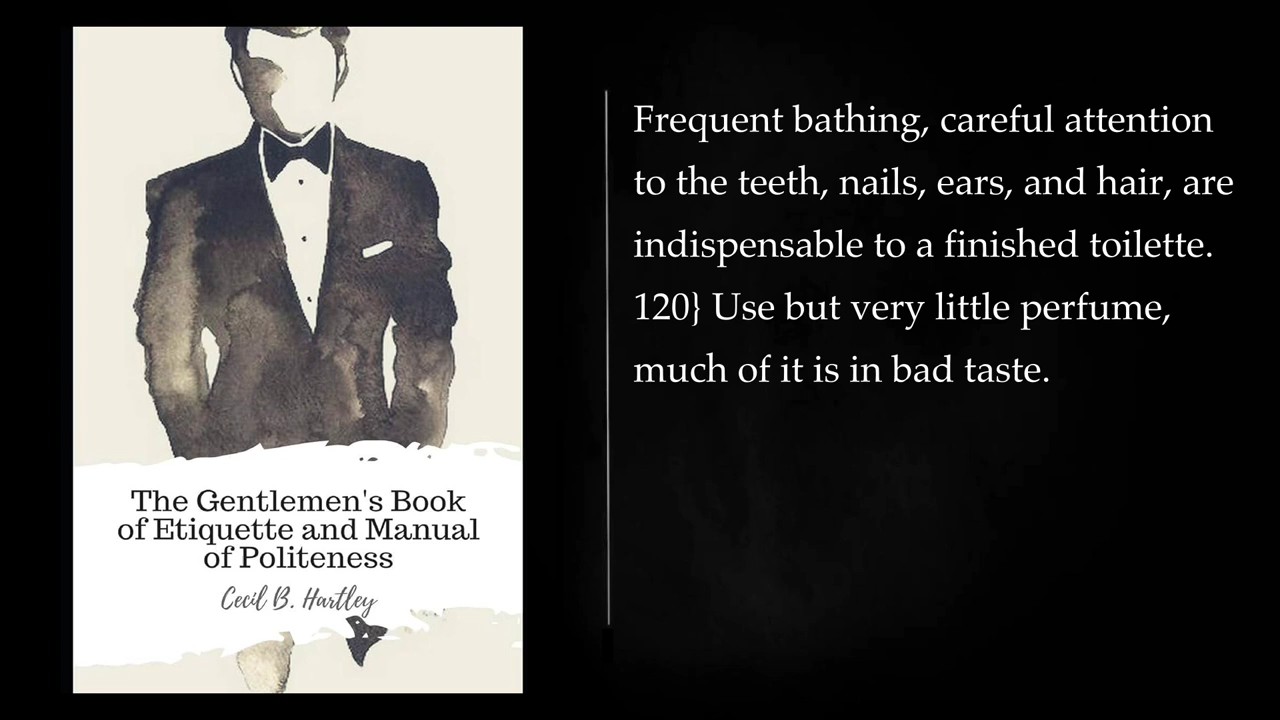 The Gentlemen's Book
of Etiquette and Manual
of Politeness
Cecil B. Hartley
Frequent bathing, careful attention
to the teeth, nails, ears, and hair, are
indispensable to a finished toilette.
120} Use but very little perfume,
much of it is in bad taste.